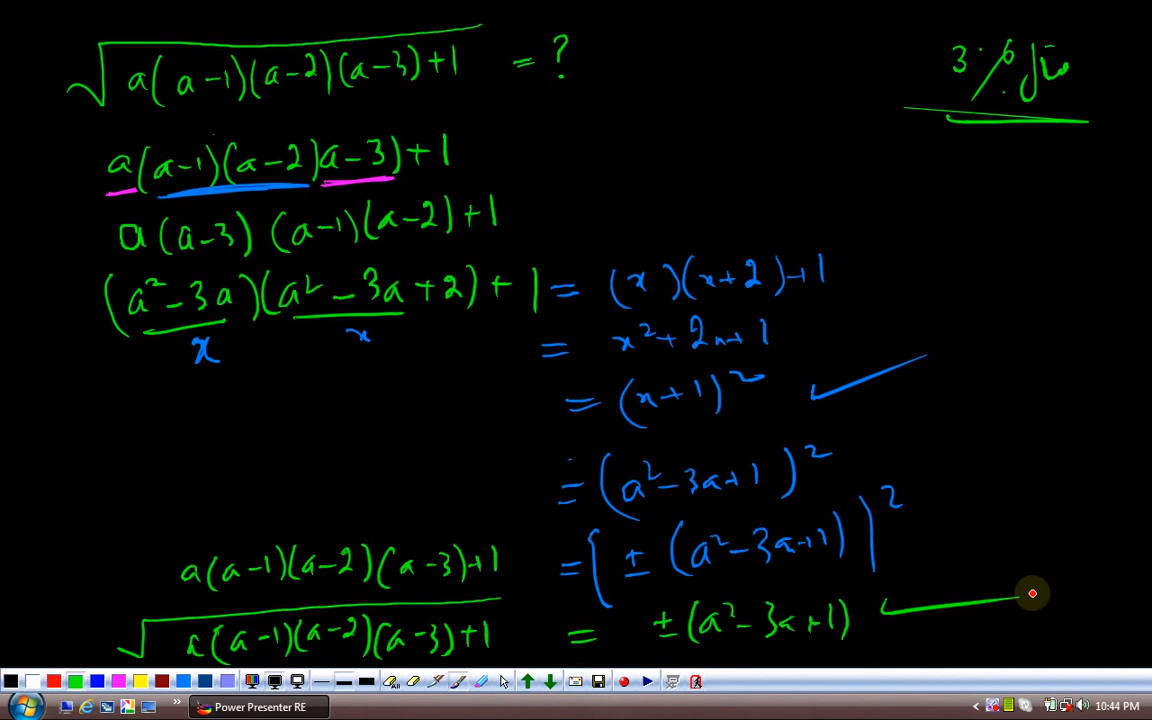 √a(a-1)(a-2)(a-3)+1 = ?
a(a-1)(a-2)a-3)+1
a(a-3) (a-1)(a-2)+1
(a²-3a)(a²-3a+2)+1 = (x)(x+2)+1
x x
= x²+2x+1
= (x+1)²
= (a²-3a+1)²
a(a-1)(a-2)(a-3)+1 = {±(a²-3a+1)}²
√a(a-1)(a-2)(a-3)+1 = ±(a²-3a+1)
All
Power Presenter RE
10:44 PM